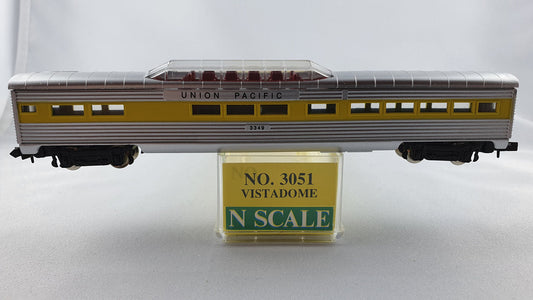 UNION PACIFIC
NO. 3051
VISTADOME
N SCALE